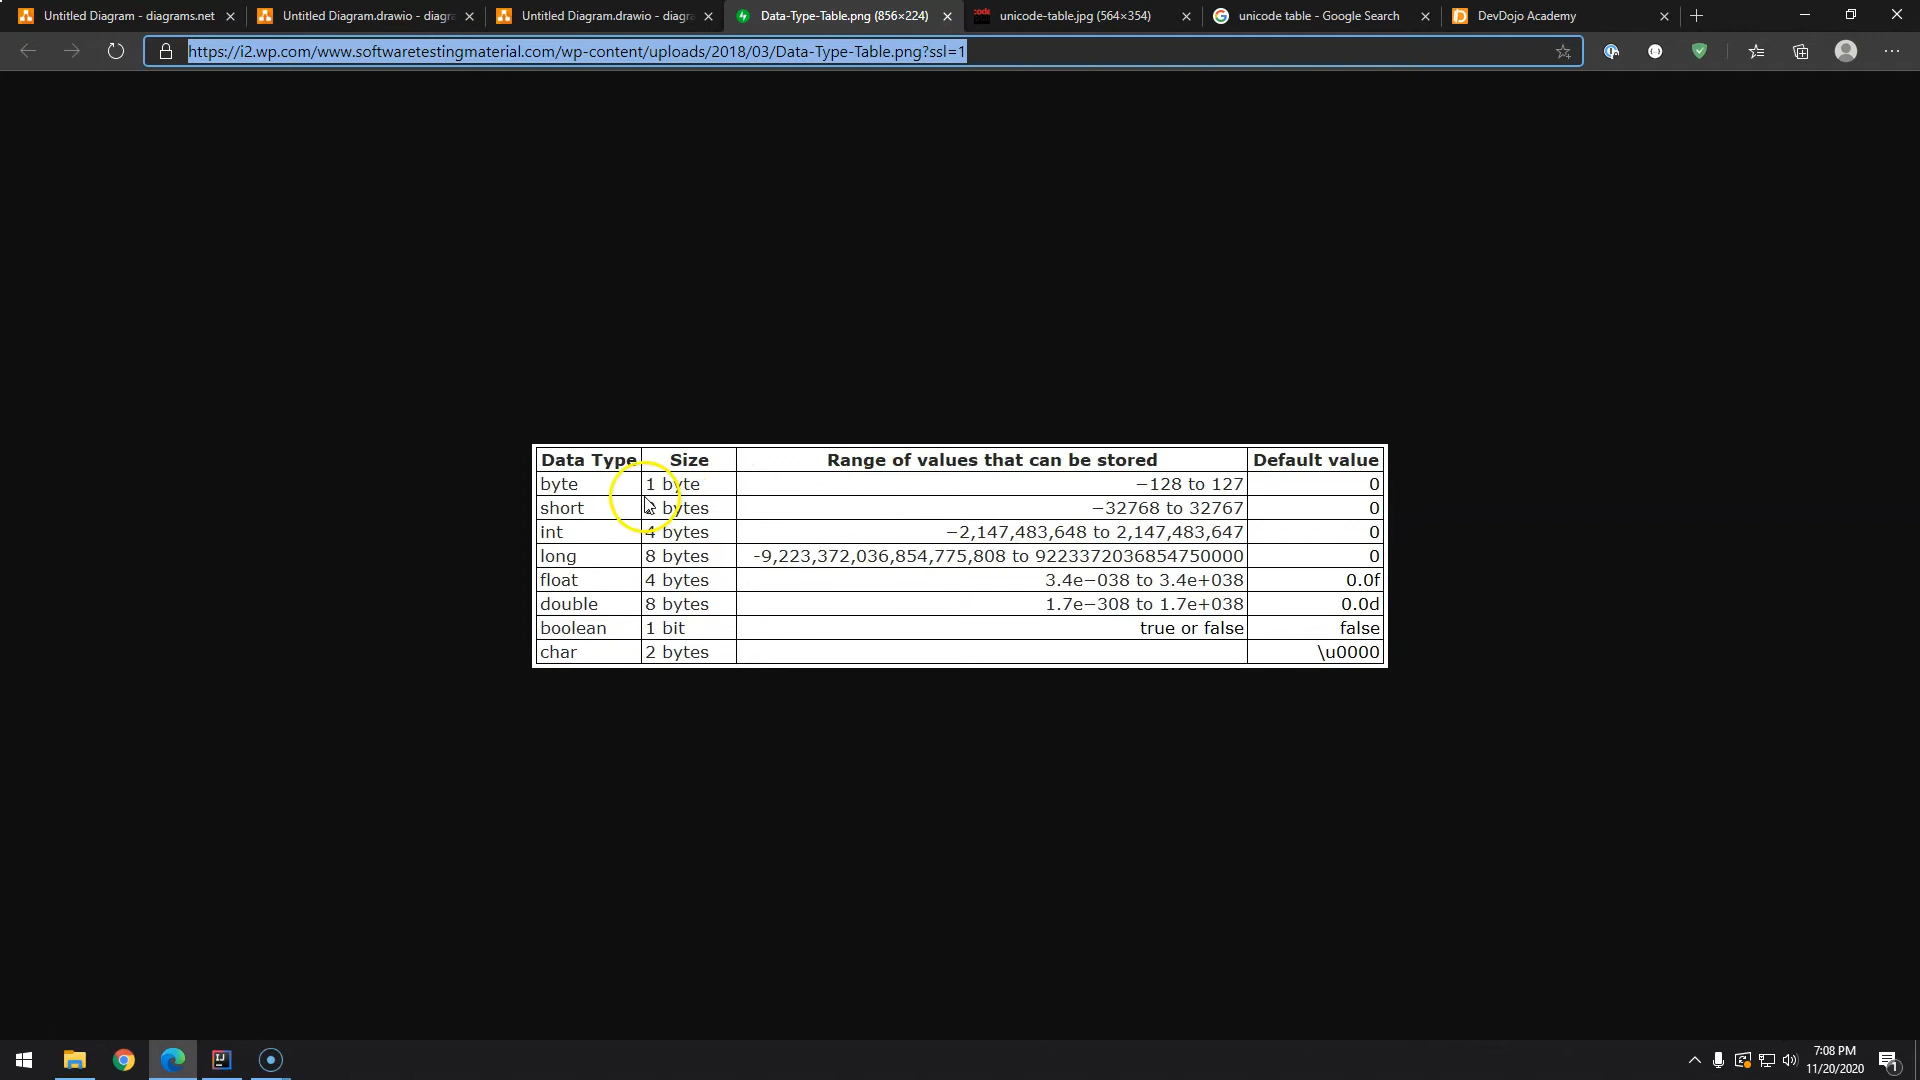 Untitled Diagram - diagrams.net
Untitled Diagram.drawio - diagra
Untitled Diagram.drawio - diagra
Data-Type-Table.png (856×224)
unicode-table.jpg (564×354)
unicode table - Google Search
DevDojo Academy
https://i2.wp.com/www.softwaretestingmaterial.com/wp-content/uploads/2018/03/Data-Type-Table.png?ssl=1
Data Type Size Range of values that can be stored Default value
byte 1 byte −128 to 127 0
short bytes −32768 to 32767 0
int 4 bytes −2,147,483,648 to 2,147,483,647 0
long 8 bytes -9,223,372,036,854,775,808 to 9223372036854750000 0
float 4 bytes 3.4e−038 to 3.4e+038 0.0f
double 8 bytes 1.7e−308 to 1.7e+038 0.0d
boolean 1 bit true or false false
char 2 bytes \u0000
7:08 PM
11/20/2020
1